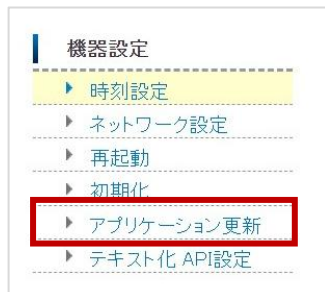 機器設定
時刻設定
ネットワーク設定
再起動
初期化
アプリケーション更新
テキスト化 API設定